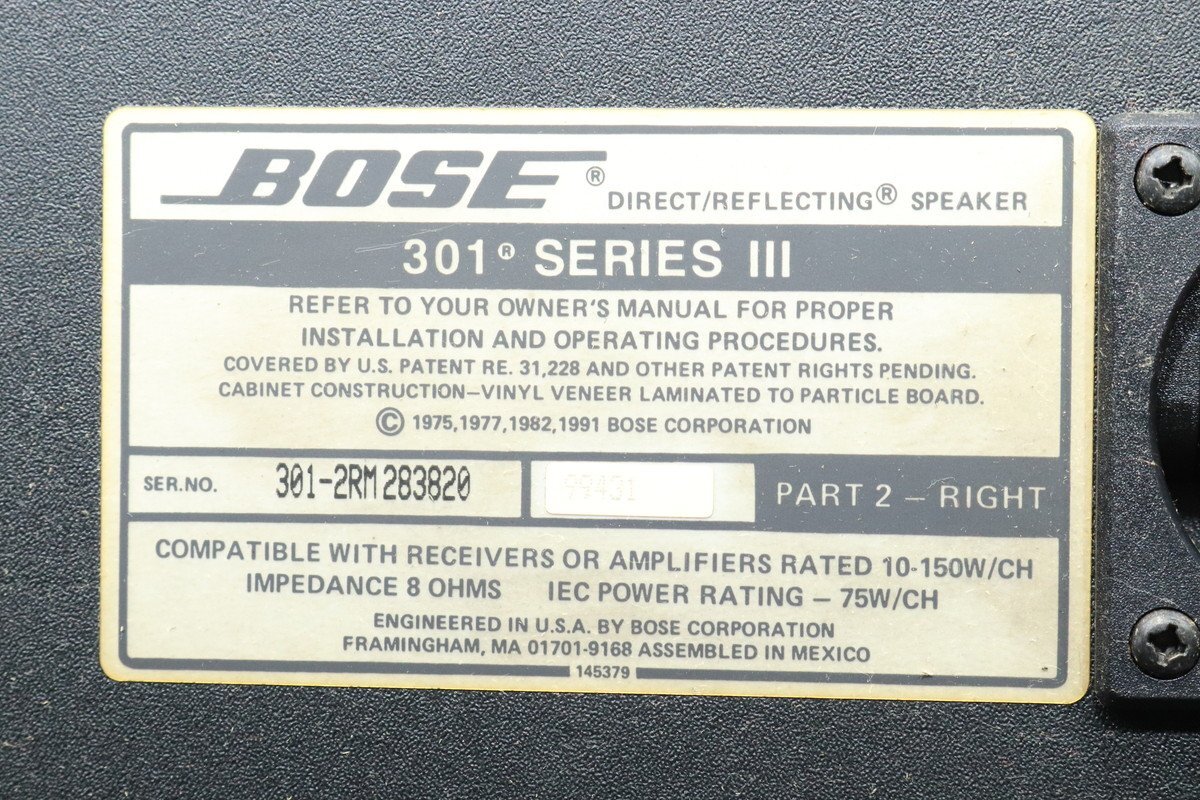 BOSE® DIRECT/REFLECTING® SPEAKER
301® SERIES III
REFER TO YOUR OWNER'S MANUAL FOR PROPER
INSTALLATION AND OPERATING PROCEDURES.
COVERED BY U.S. PATENT RE. 31,228 AND OTHER PATENT RIGHTS PENDING.
CABINET CONSTRUCTION–VINYL VENEER LAMINATED TO PARTICLE BOARD.
© 1975,1977,1982,1991 BOSE CORPORATION
SER.NO. 301-2RM283820 99431 PART 2 – RIGHT
COMPATIBLE WITH RECEIVERS OR AMPLIFIERS RATED 10-150W/CH
IMPEDANCE 8 OHMS IEC POWER RATING – 75W/CH
ENGINEERED IN U.S.A. BY BOSE CORPORATION
FRAMINGHAM, MA 01701-9168 ASSEMBLED IN MEXICO
145379